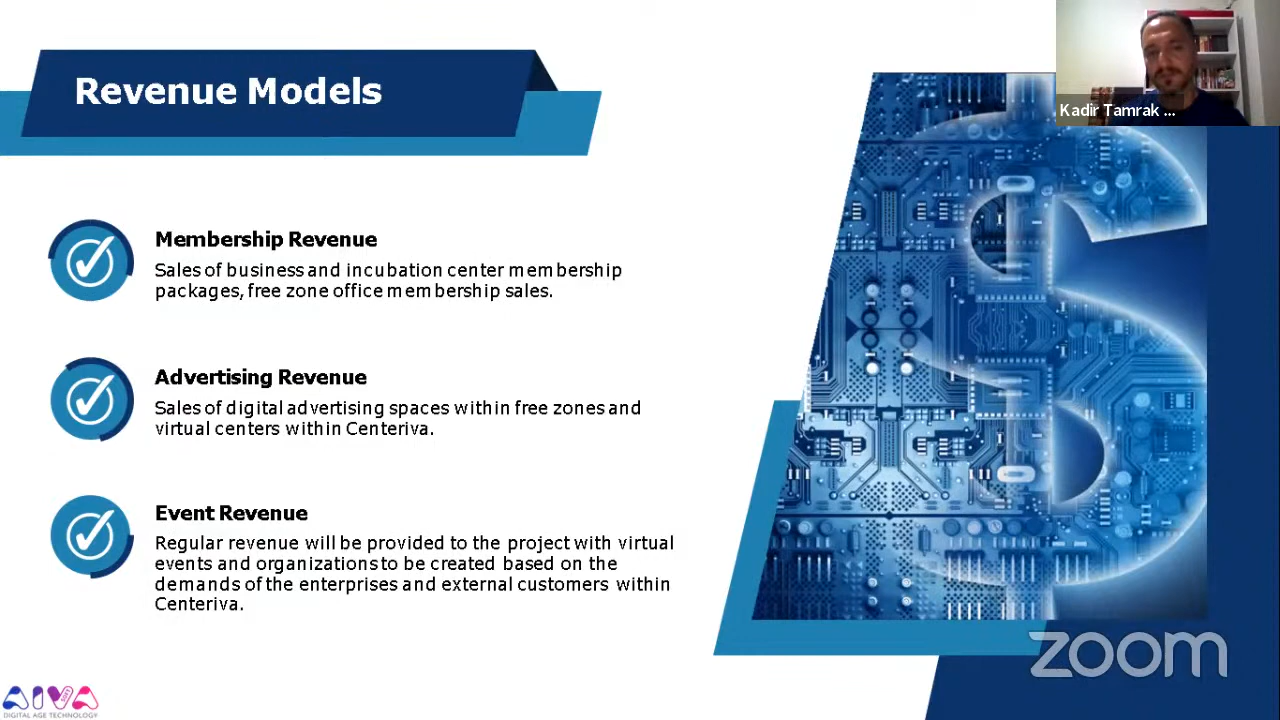 Revenue Models
Kadir Tamrak ...
Membership Revenue
Sales of business and incubation center membership
packages, free zone office membership sales.
Advertising Revenue
Sales of digital advertising spaces within free zones and
virtual centers within Centeriva.
Event Revenue
Regular revenue will be provided to the project with virtual
events and organizations to be created based on the
demands of the enterprises and external customers within
Centeriva.
zoom
AIVA
DIGITAL AGE TECHNOLOGY